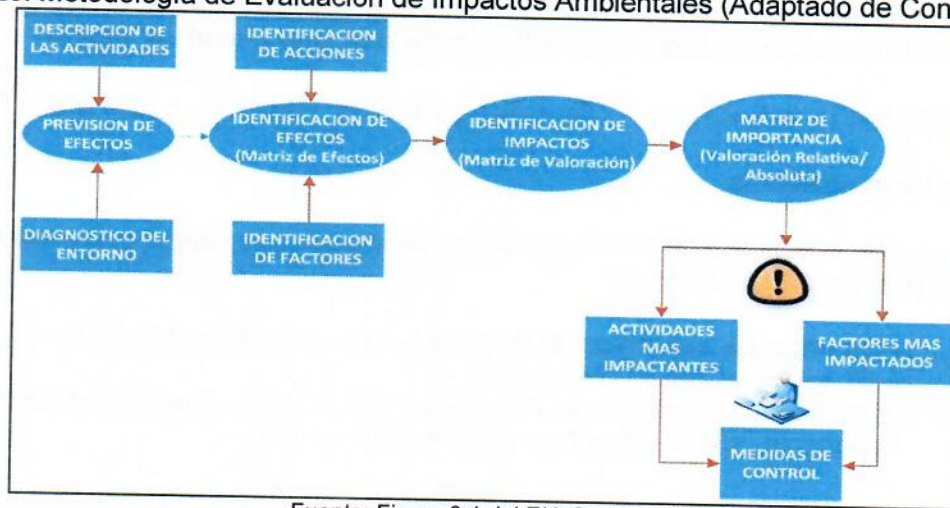 Metodología de Evaluación de Impactos Ambientales (Adaptado de
DESCRIPCION DE
LAS ACTIVIDADES
IDENTIFICACION
DE ACCIONES
PREVISION DE
EFECTOS
IDENTIFICACION DE
EFECTOS
(Matriz de Efectos)
IDENTIFICACION DE
IMPACTOS
(Matriz de Valoración)
MATRIZ DE
IMPORTANCIA
(Valoración Relativa/
Absoluta)
DIAGNOSTICO DEL
ENTORNO
IDENTIFICACION
DE FACTORES
ACTIVIDADES
MAS
IMPACTANTES
FACTORES MAS
IMPACTADOS
MEDIDAS DE
CONTROL